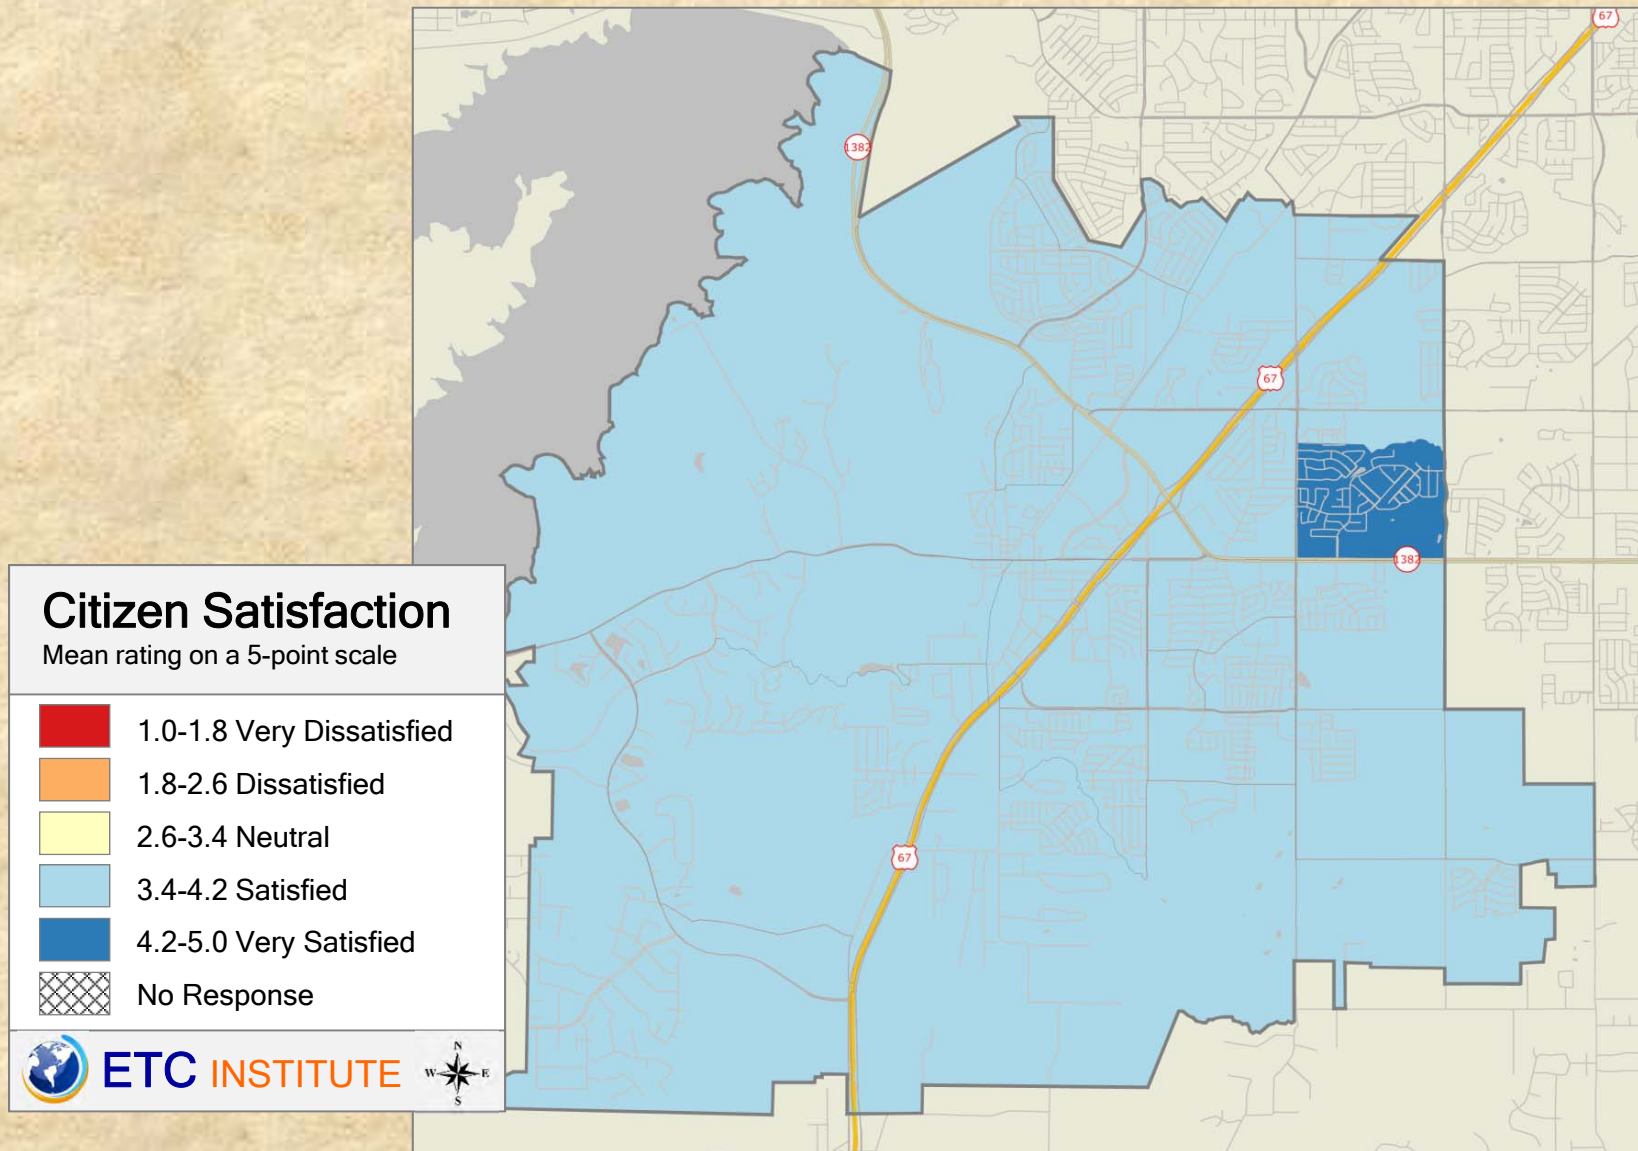 67
1382
67
1382
67
Citizen Satisfaction
Mean rating on a 5-point scale
1.0-1.8 Very Dissatisfied
1.8-2.6 Dissatisfied
2.6-3.4 Neutral
3.4-4.2 Satisfied
4.2-5.0 Very Satisfied
No Response
ETC INSTITUTE
N
W E
S